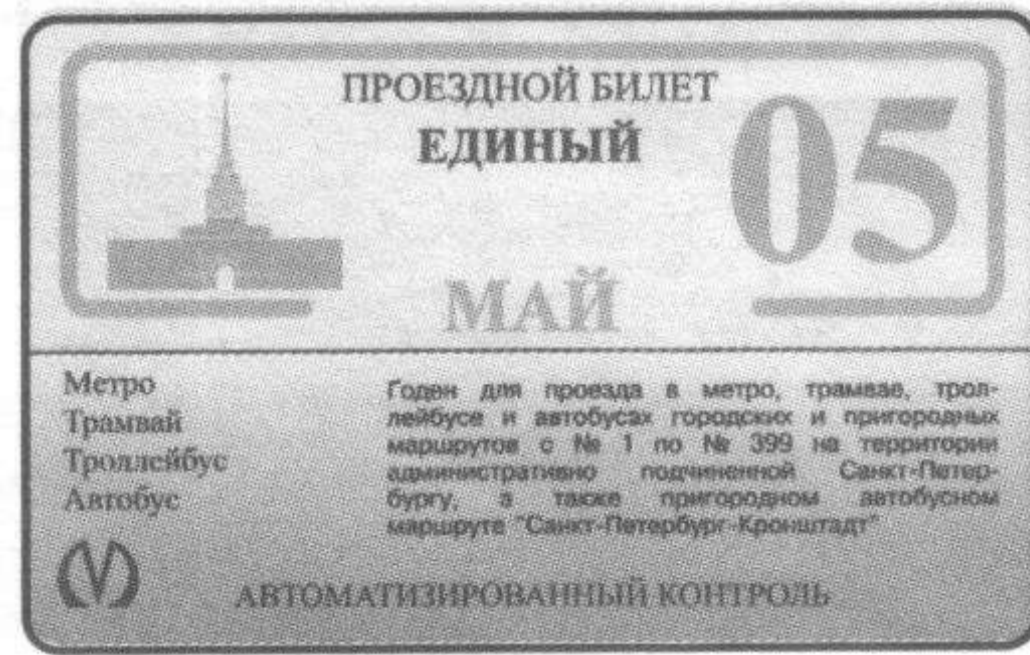 ПРОЕЗДНОЙ БИЛЕТ
ЕДИНЫЙ
05
МАЙ
Метро
Трамвай
Троллейбус
Автобус
Годен для проезда в метро, трамвае, трол-
лейбусе и автобусах городских и пригородных
маршрутов с № 1 по № 399 на территории
административно подчиненной Санкт-Петер-
бургу, а также пригородном автобусном
маршруте "Санкт-Петербург-Кронштадт"
АВТОМАТИЗИРОВАННЫЙ КОНТРОЛЬ